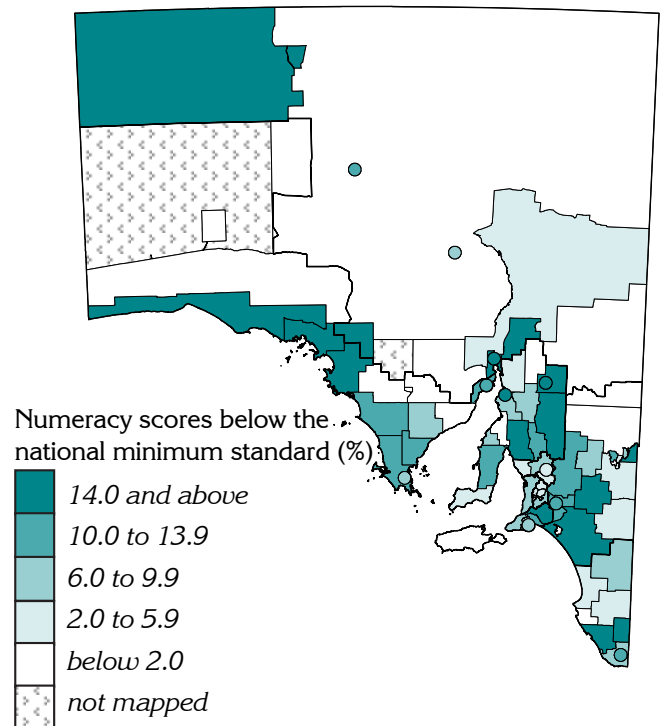 Numeracy scores below the
national minimum standard (%)
14.0 and above
10.0 to 13.9
6.0 to 9.9
2.0 to 5.9
below 2.0
not mapped